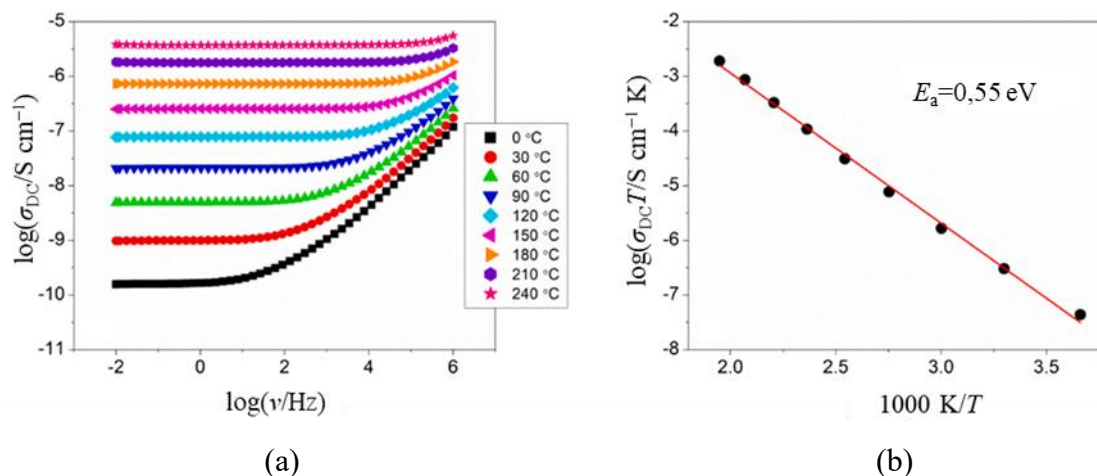 -5
-6
-7
-8
-9
-10
-11
-2
0
2
4
6
log(σDC/S cm⁻¹)
log(ν/Hz)
0 °C
30 °C
60 °C
90 °C
120 °C
150 °C
180 °C
210 °C
240 °C
(a)
-2
-3
-4
-5
-6
-7
-8
2.0
2.5
3.0
3.5
log(σDCT/S cm⁻¹ K)
1000 K/T
Ea=0,55 eV
(b)